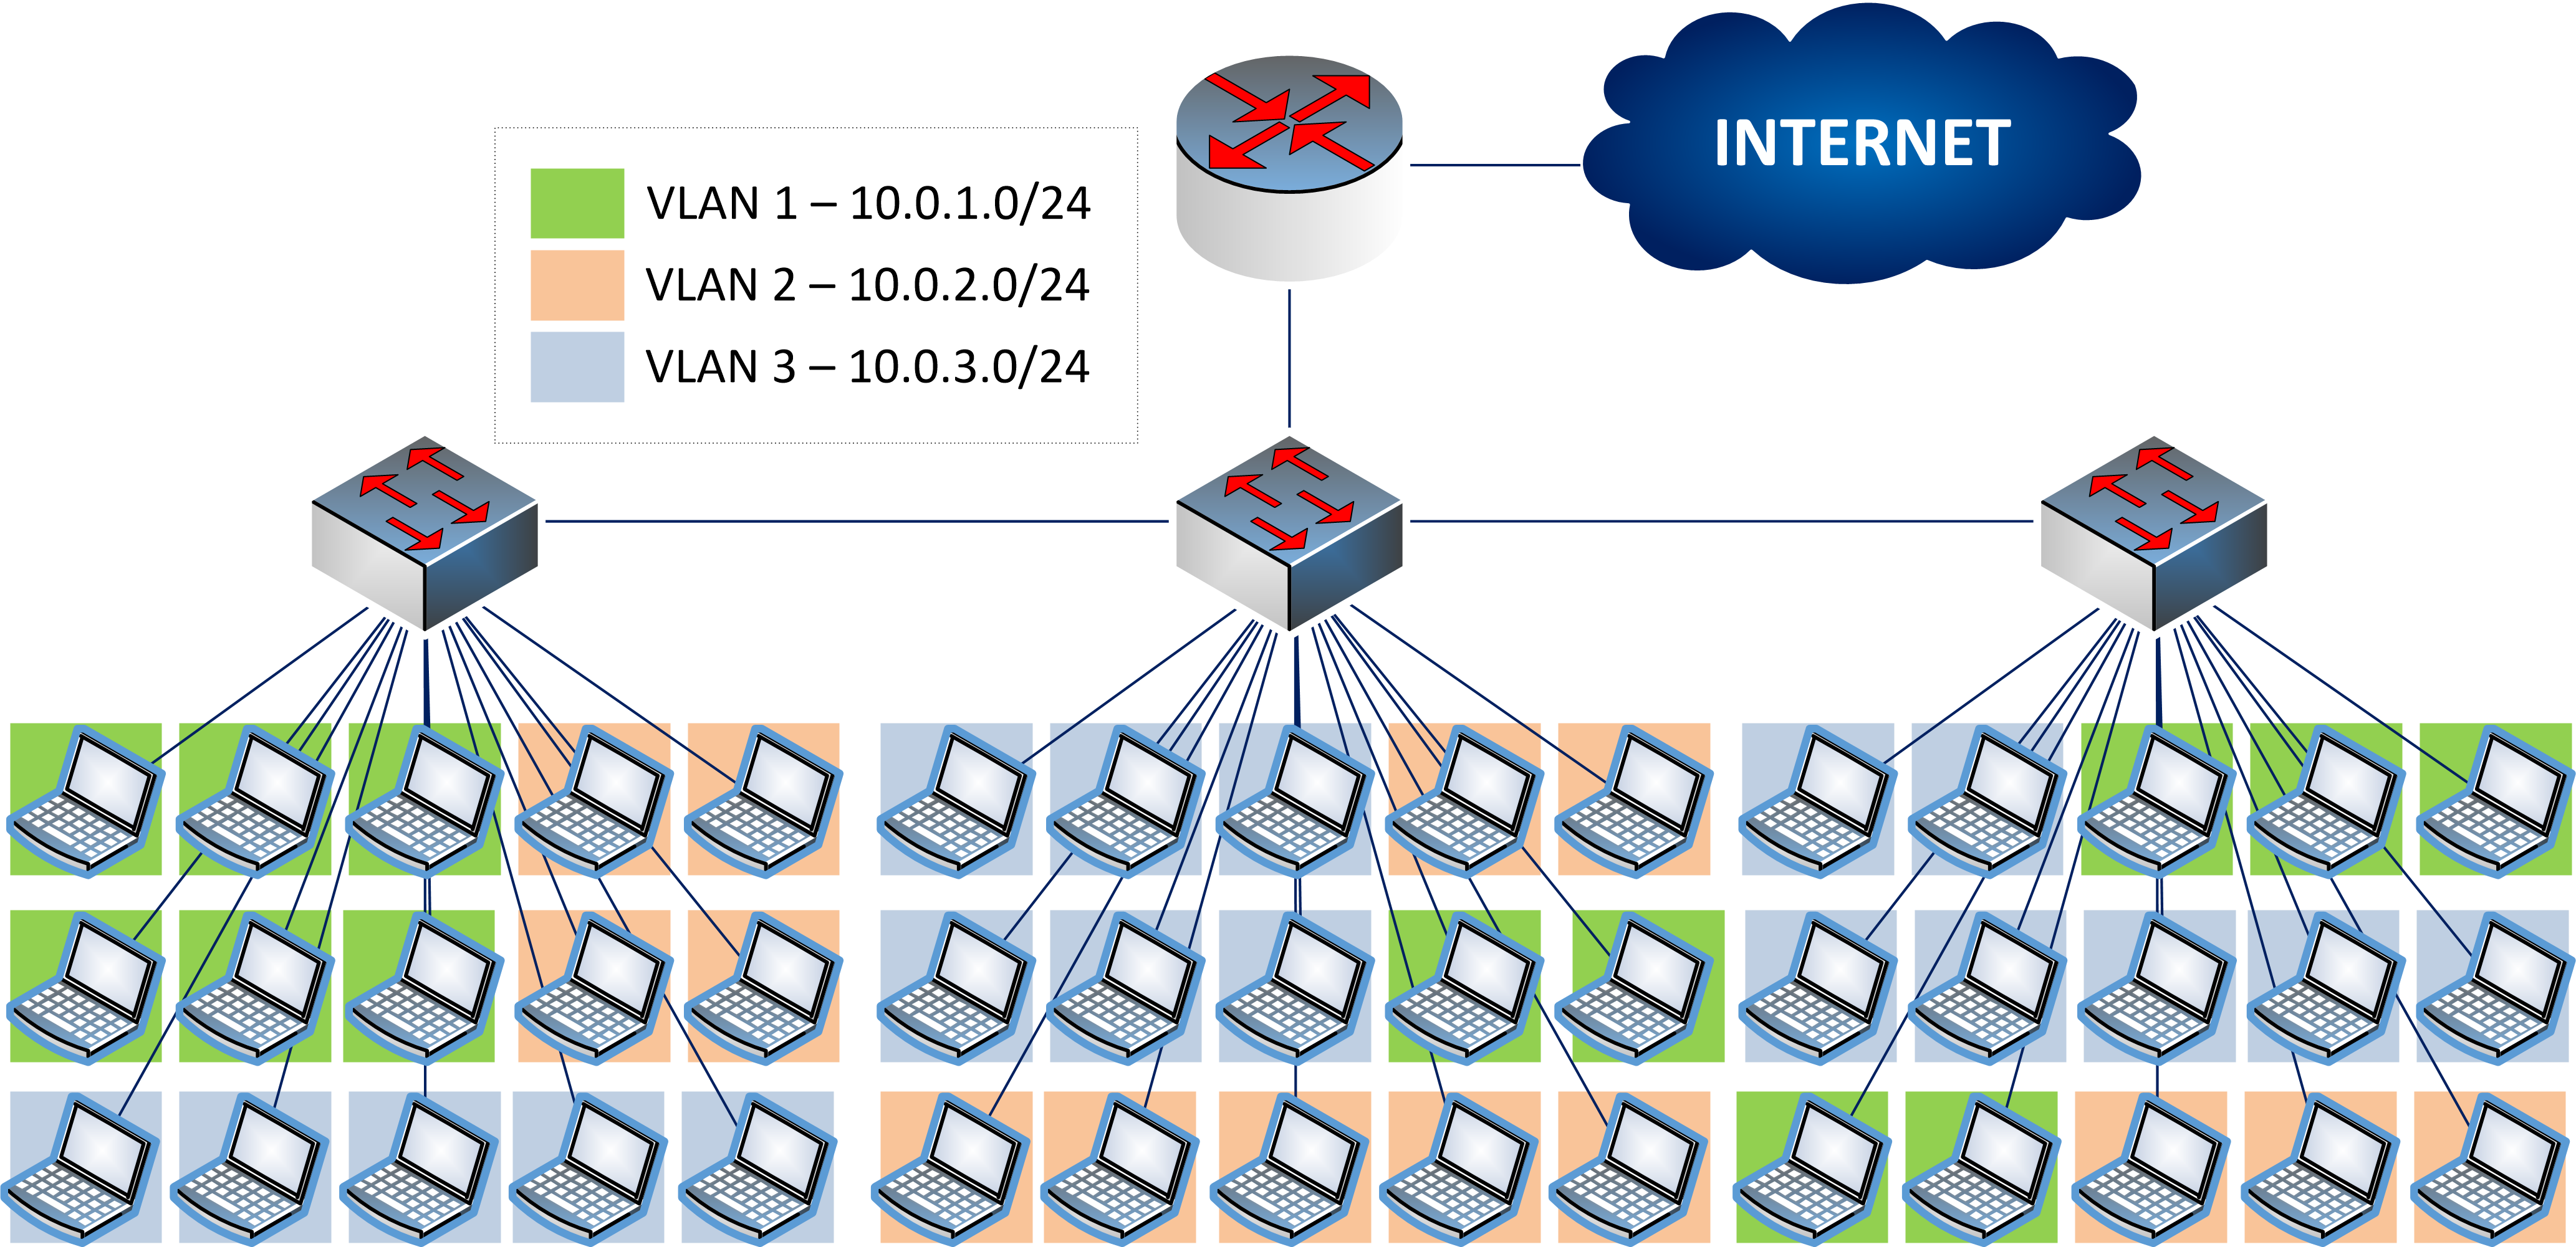 INTERNET
VLAN 1 – 10.0.1.0/24
VLAN 2 – 10.0.2.0/24
VLAN 3 – 10.0.3.0/24